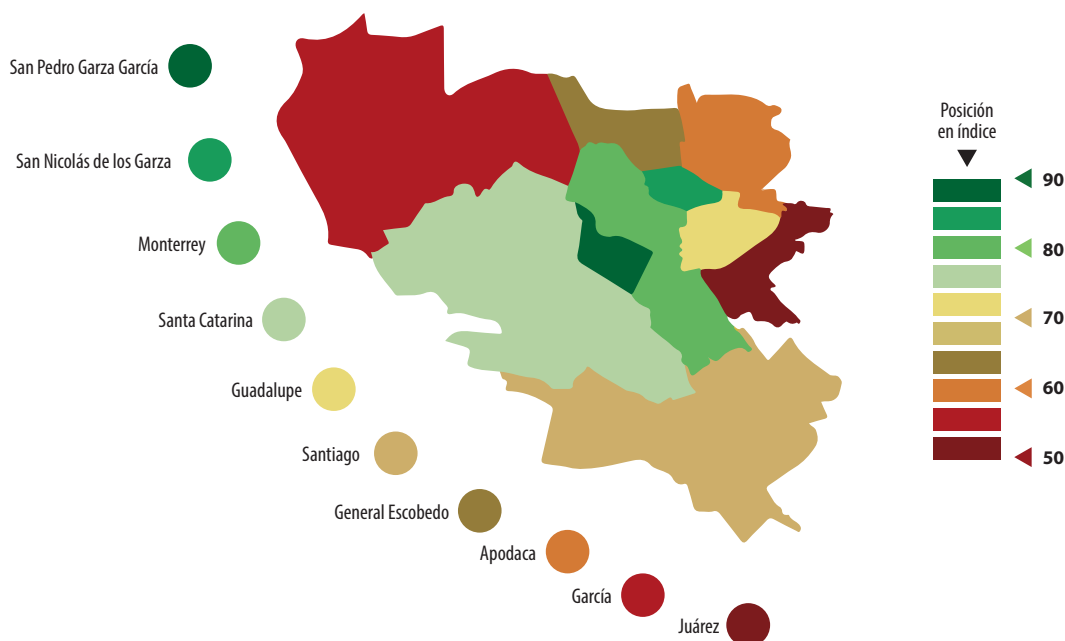 San Pedro Garza García
San Nicolás de los Garza
Monterrey
Santa Catarina
Guadalupe
Santiago
General Escobedo
Apodaca
García
Juárez
Posición
en índice
90
80
70
60
50